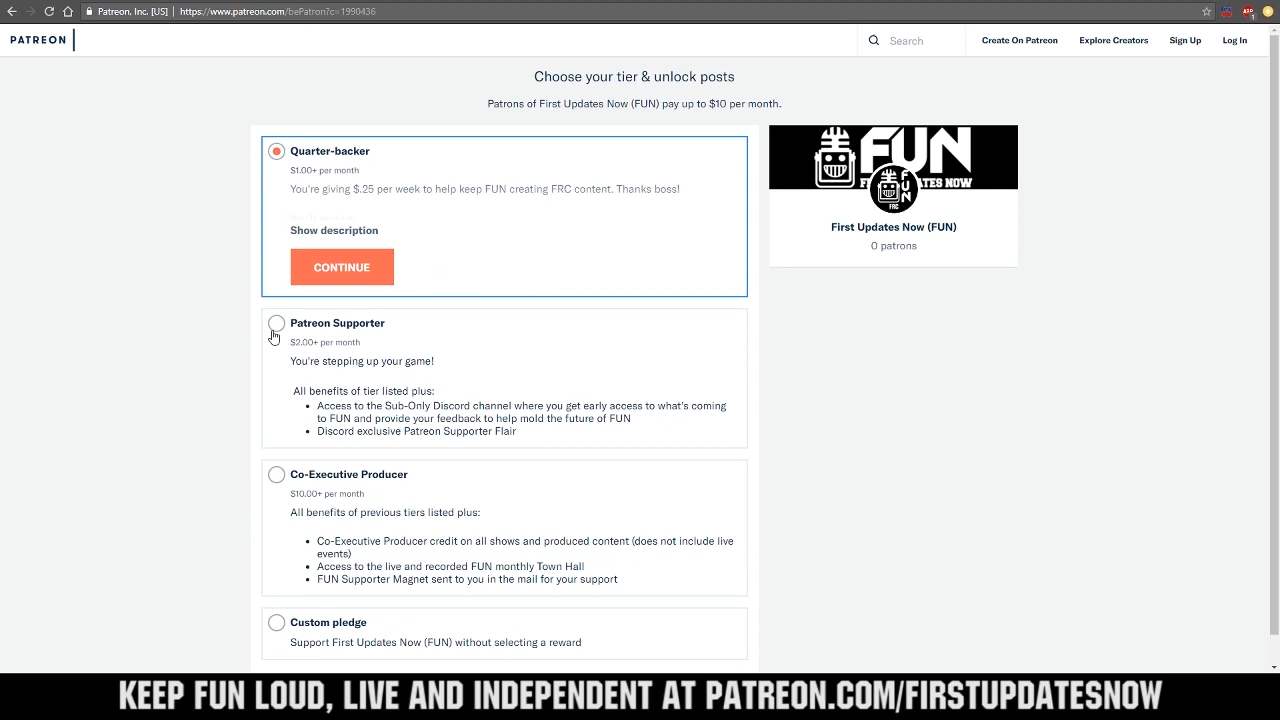 Patreon, Inc. [US] | https://www.patreon.com/bePatron?c=1990436
PATREON
Search
Create On Patreon
Explore Creators
Sign Up
Log In
Choose your tier & unlock posts
Patrons of First Updates Now (FUN) pay up to $10 per month.
Quarter-backer
$1.00+ per month
You're giving $.25 per week to help keep FUN creating FRC content. Thanks boss!
Show description
CONTINUE
FUN
FIRST UPDATES NOW
FUN
FRC
First Updates Now (FUN)
0 patrons
Patreon Supporter
$2.00+ per month
You're stepping up your game!
All benefits of tier listed plus:
• Access to the Sub-Only Discord channel where you get early access to what's coming
to FUN and provide your feedback to help mold the future of FUN
• Discord exclusive Patreon Supporter Flair
Co-Executive Producer
$10.00+ per month
All benefits of previous tiers listed plus:
• Co-Executive Producer credit on all shows and produced content (does not include live
events)
• Access to the live and recorded FUN monthly Town Hall
• FUN Supporter Magnet sent to you in the mail for your support
Custom pledge
Support First Updates Now (FUN) without selecting a reward
KEEP FUN LOUD, LIVE AND INDEPENDENT AT PATREON.COM/FIRSTUPDATESNOW